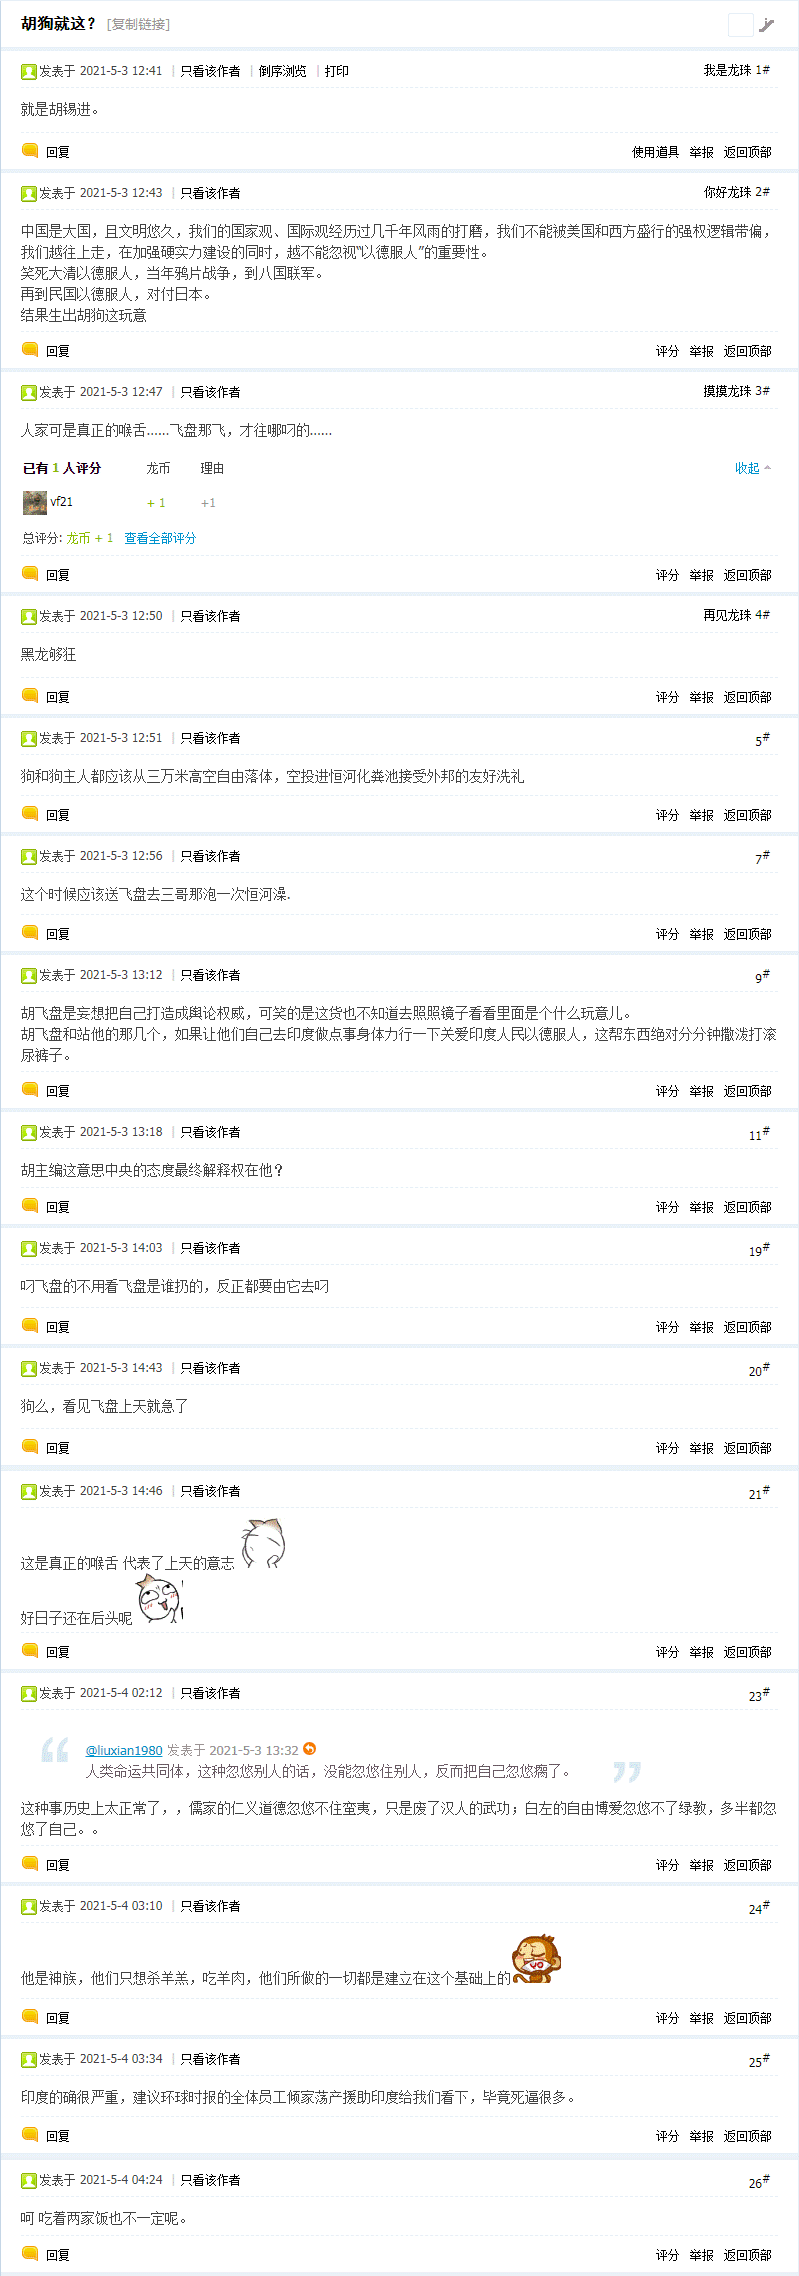 胡狗就这？ [复制链接]
发表于 2021-5-3 12:41 | 只看该作者 | 倒序浏览 | 打印 我是龙珠 1#
就是胡锡进。
回复 使用道具 举报 返回顶部
发表于 2021-5-3 12:43 | 只看该作者 你好龙珠 2#
中国是大国，且文明悠久，我们的国家观、国际观经历过几千年风雨的打磨，我们不能被美国和西方盛行的强权逻辑带偏，
我们越往上走，在加强硬实力建设的同时，越不能忽视“以德服人”的重要性。
笑死大清以德服人，当年鸦片战争，到八国联军。
再到民国以德服人，对付日本。
结果生出胡狗这玩意
回复 评分 举报 返回顶部
发表于 2021-5-3 12:47 | 只看该作者 摸摸龙珠 3#
人家可是真正的喉舌……飞盘那飞，才往哪叼的……
已有 1 人评分 龙币 理由 收起
vf21 + 1 +1
总评分: 龙币 + 1 查看全部评分
回复 评分 举报 返回顶部
发表于 2021-5-3 12:50 | 只看该作者 再见龙珠 4#
黑龙够狂
回复 评分 举报 返回顶部
发表于 2021-5-3 12:51 | 只看该作者 5#
狗和狗主人都应该从三万米高空自由落体，空投进恒河化粪池接受外邦的友好洗礼
回复 评分 举报 返回顶部
发表于 2021-5-3 12:56 | 只看该作者 7#
这个时候应该送飞盘去三哥那泡一次恒河澡.
回复 评分 举报 返回顶部
发表于 2021-5-3 13:12 | 只看该作者 9#
胡飞盘是妄想把自己打造成舆论权威，可笑的是这货也不知道去照照镜子看看里面是个什么玩意儿。
胡飞盘和站他的那几个，如果让他们自己去印度做点事身体力行一下关爱印度人民以德服人，这帮东西绝对分分钟撒泼打滚
尿裤子。
回复 评分 举报 返回顶部
发表于 2021-5-3 13:18 | 只看该作者 11#
胡主编这意思中央的态度最终解释权在他？
回复 评分 举报 返回顶部
发表于 2021-5-3 14:03 | 只看该作者 19#
叼飞盘的不用看飞盘是谁扔的，反正都要由它去叼
回复 评分 举报 返回顶部
发表于 2021-5-3 14:43 | 只看该作者 20#
狗么，看见飞盘上天就急了
回复 评分 举报 返回顶部
发表于 2021-5-3 14:46 | 只看该作者 21#
这是真正的喉舌 代表了上天的意志
好日子还在后头呢
回复 评分 举报 返回顶部
发表于 2021-5-4 02:12 | 只看该作者 23#
@liuxian1980 发表于 2021-5-3 13:32
人类命运共同体，这种忽悠别人的话，没能忽悠住别人，反而把自己忽悠瘸了。
这种事历史上太正常了，，儒家的仁义道德忽悠不住蛮夷，只是废了汉人的武功；白左的自由博爱忽悠不了绿教，多半都忽
悠了自己。。
回复 评分 举报 返回顶部
发表于 2021-5-4 03:10 | 只看该作者 24#
他是神族，他们只想杀羊羔，吃羊肉，他们所做的一切都是建立在这个基础上的
YO
回复 评分 举报 返回顶部
发表于 2021-5-4 03:34 | 只看该作者 25#
印度的确很严重，建议环球时报的全体员工倾家荡产援助印度给我们看下，毕竟死逼很多。
回复 评分 举报 返回顶部
发表于 2021-5-4 04:24 | 只看该作者 26#
呵 吃着两家饭也不一定呢。
回复 评分 举报 返回顶部